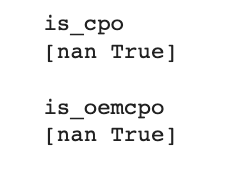 is_cpo
[nan True]
is_oemcpo
[nan True]